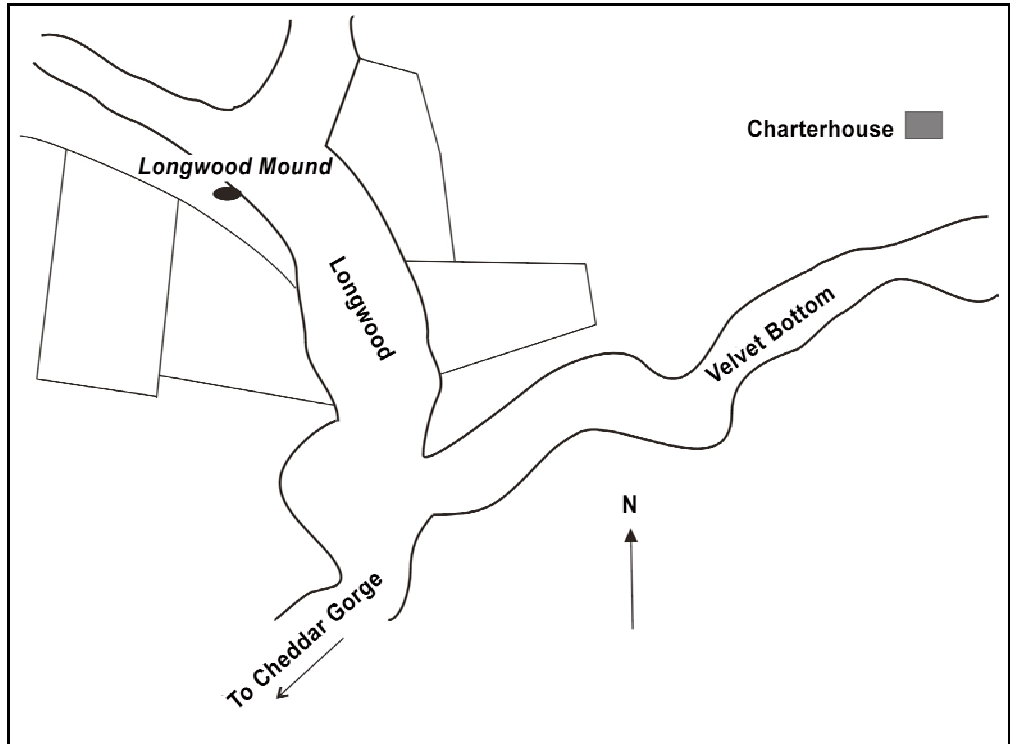 Charterhouse
Longwood Mound
Longwood
Velvet Bottom
N
To Cheddar Gorge